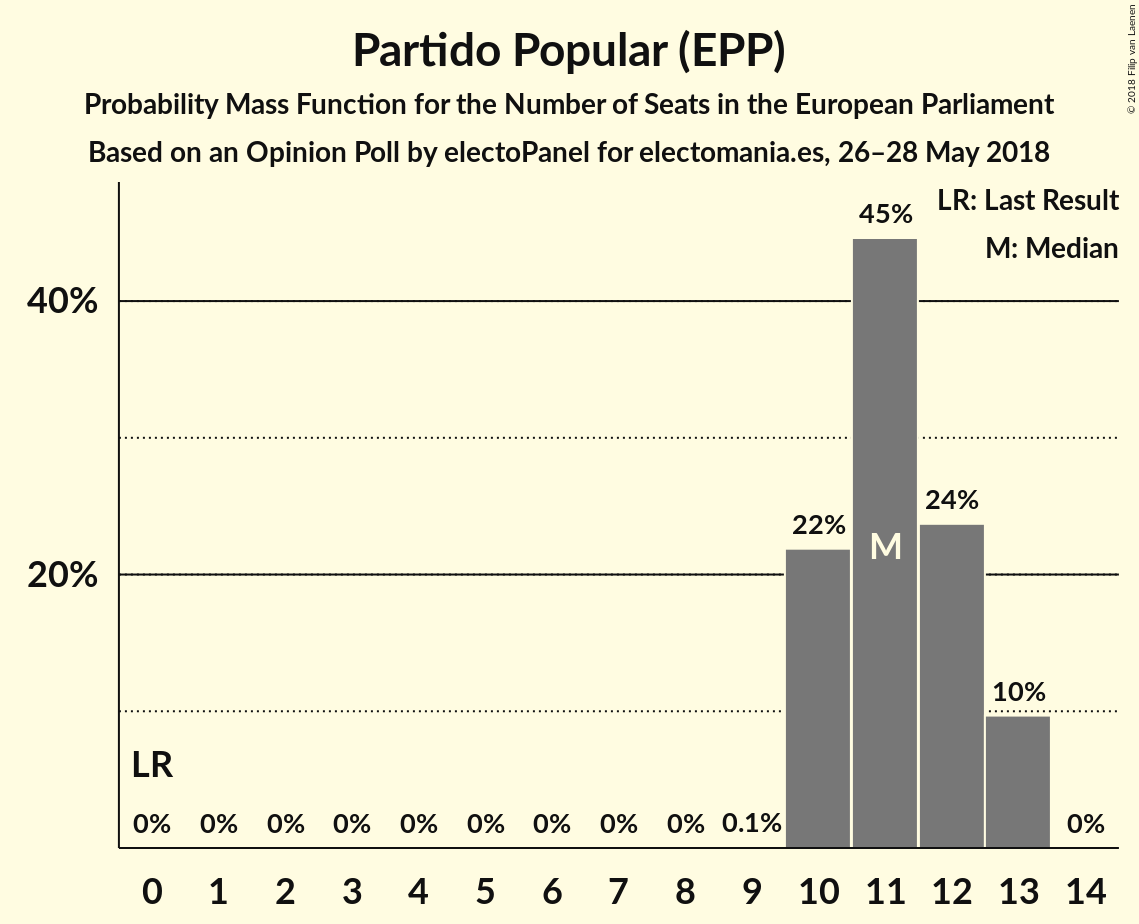 Partido Popular (EPP)
Probability Mass Function for the Number of Seats in the European Parliament
Based on an Opinion Poll by electoPanel for electomania.es, 26–28 May 2018
© 2018 Filip van Laenen
LR: Last Result
M: Median
40%
20%
45%
24%
22%
M
10%
LR
0% 0% 0% 0% 0% 0% 0% 0% 0% 0.1% 0%
0 1 2 3 4 5 6 7 8 9 10 11 12 13 14